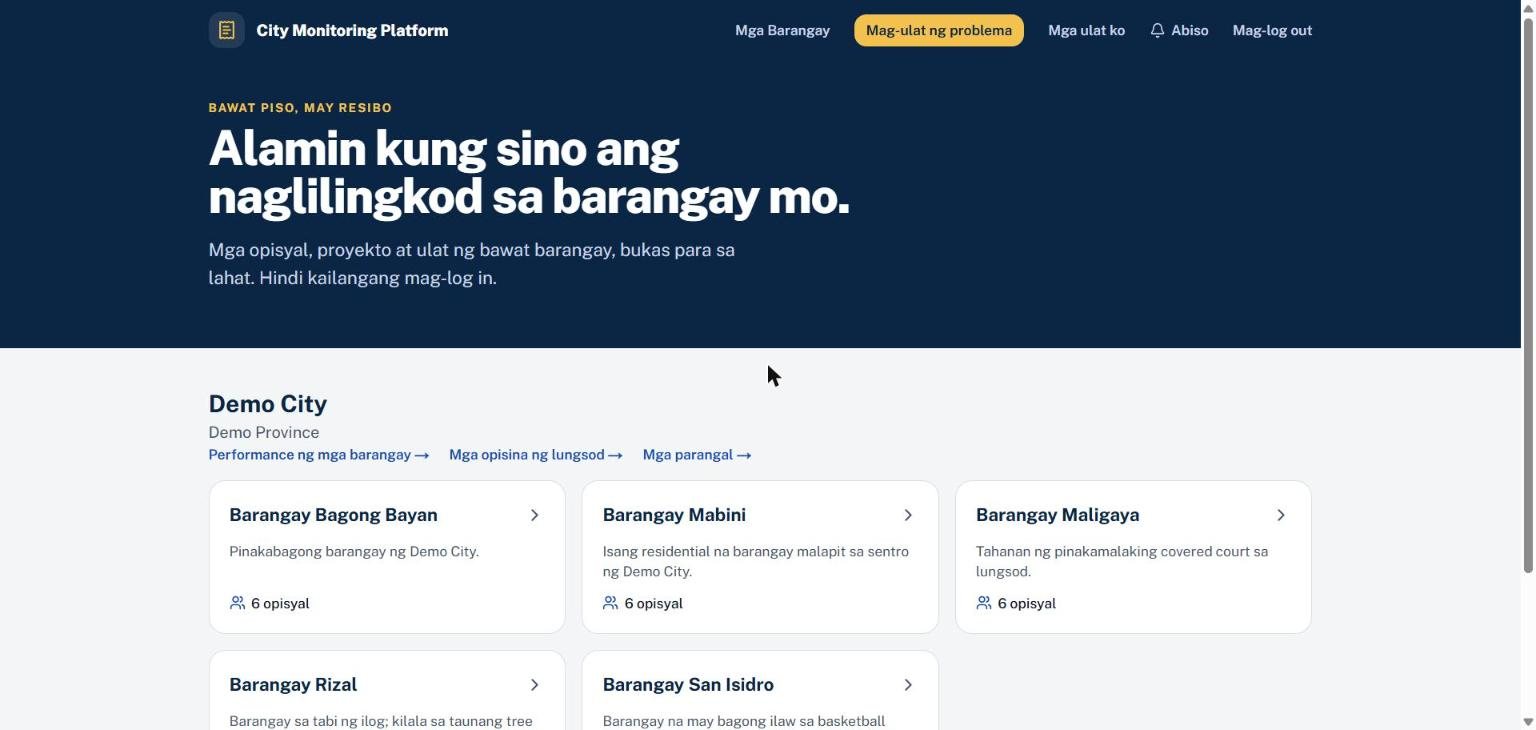 City Monitoring Platform
Mga Barangay
Mag-ulat ng problema
Mga ulat ko
Abiso
Mag-log out
BAWAT PISO, MAY RESIBO
Alamin kung sino ang
naglilingkod sa barangay mo.
Mga opisyal, proyekto at ulat ng bawat barangay, bukas para sa
lahat. Hindi kailangang mag-log in.
Demo City
Demo Province
Performance ng mga barangay →
Mga opisina ng lungsod →
Mga parangal →
Barangay Bagong Bayan
Pinakabagong barangay ng Demo City.
6 opisyal
Barangay Mabini
Isang residential na barangay malapit sa sentro
ng Demo City.
6 opisyal
Barangay Maligaya
Tahanan ng pinakamalaking covered court sa
lungsod.
6 opisyal
Barangay Rizal
Barangay sa tabi ng ilog; kilala sa taunang tree
Barangay San Isidro
Barangay na may bagong ilaw sa basketball